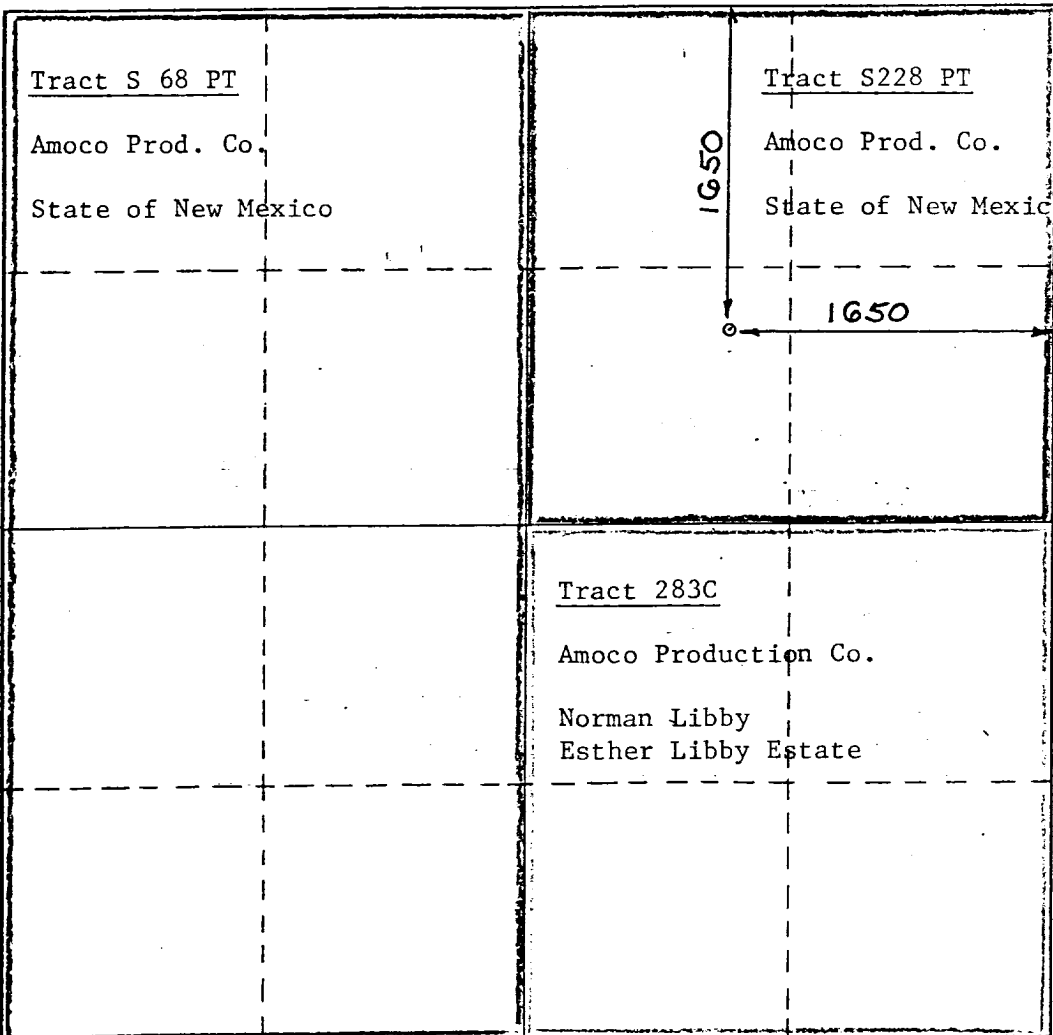 Tract S 68 PT
Amoco Prod. Co.
State of New Mexico
Tract S228 PT
Amoco Prod. Co.
State of New Mexic
1650
1650
Tract 283C
Amoco Production Co.
Norman Libby
Esther Libby Estate